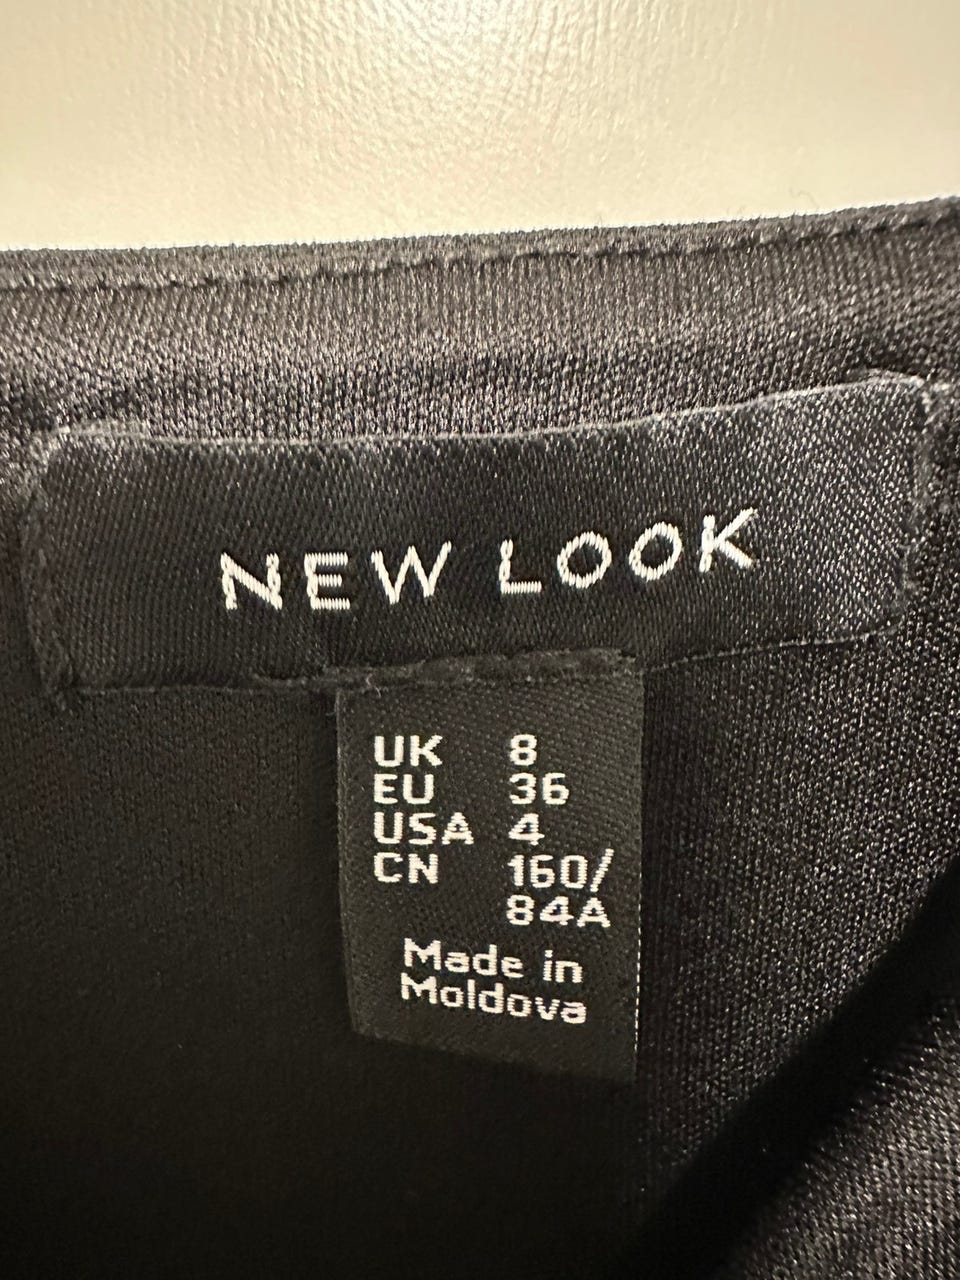 NEW LOOK
UK 8
EU 36
USA 4
CN 160/
84A
Made in
Moldova